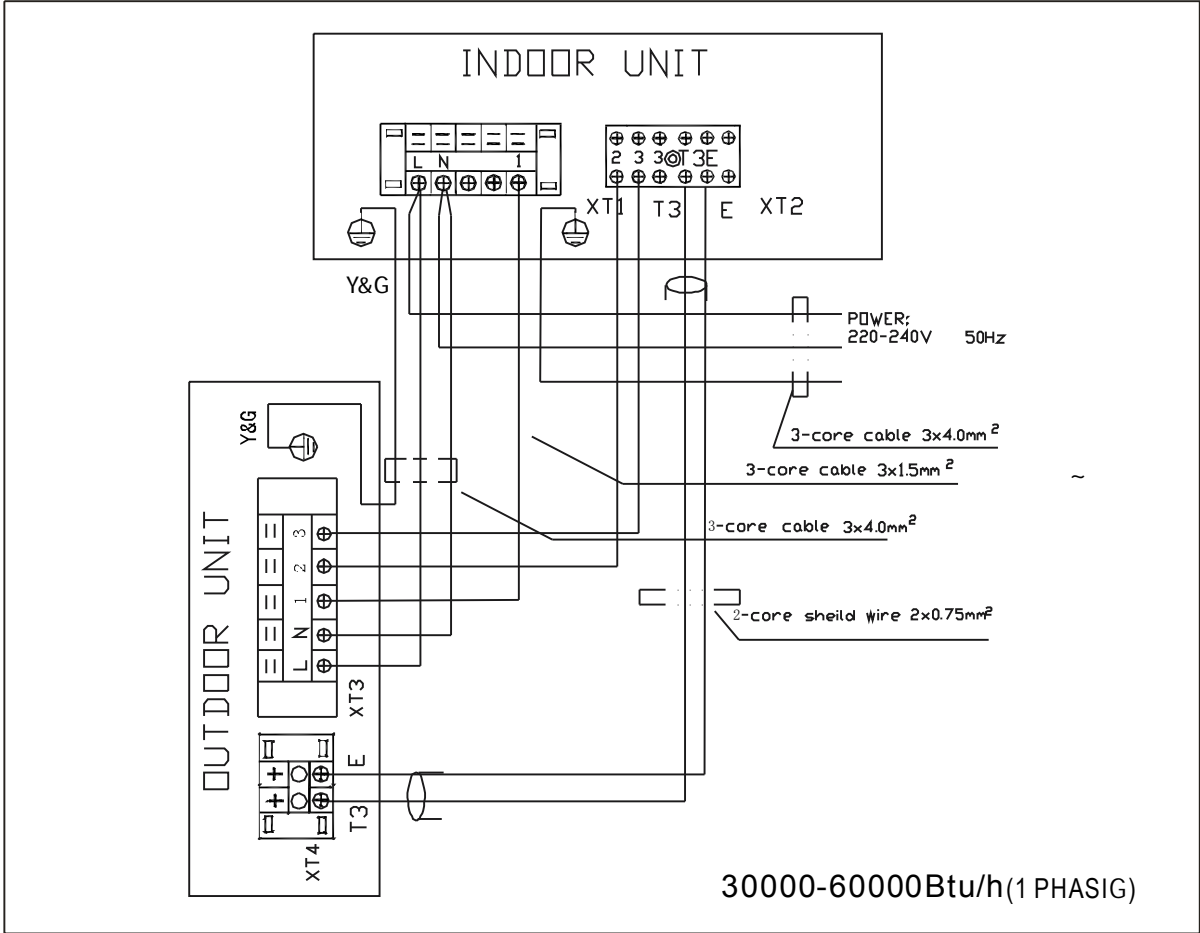 INDOOR UNIT
L N 1
2 3 3 T3E
XT1 T3 E XT2
Y&G
POWER;
220-240V 50Hz
Y&G
3-core cable 3x4.0mm²
3-core cable 3x1.5mm²
~
3-core cable 3x4.0mm²
OUTDOOR UNIT
3
2
1
N
L
XT3
2-core sheild wire 2x0.75mm²
E
T3
XT4
30000-60000Btu/h(1 PHASIG)